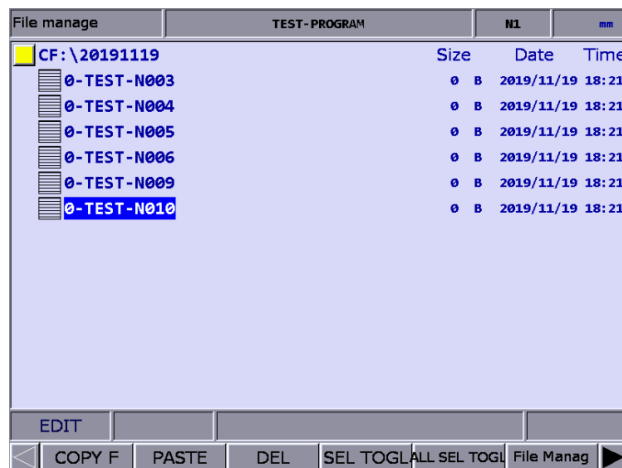 File manage TEST-PROGRAM N1 mm
CF:\20191119 Size Date Time
0-TEST-N003 0 B 2019/11/19 18:21
0-TEST-N004 0 B 2019/11/19 18:21
0-TEST-N005 0 B 2019/11/19 18:21
0-TEST-N006 0 B 2019/11/19 18:21
0-TEST-N009 0 B 2019/11/19 18:21
0-TEST-N010 0 B 2019/11/19 18:21
EDIT
COPY F PASTE DEL SEL TOGL ALL SEL TOGL File Manag